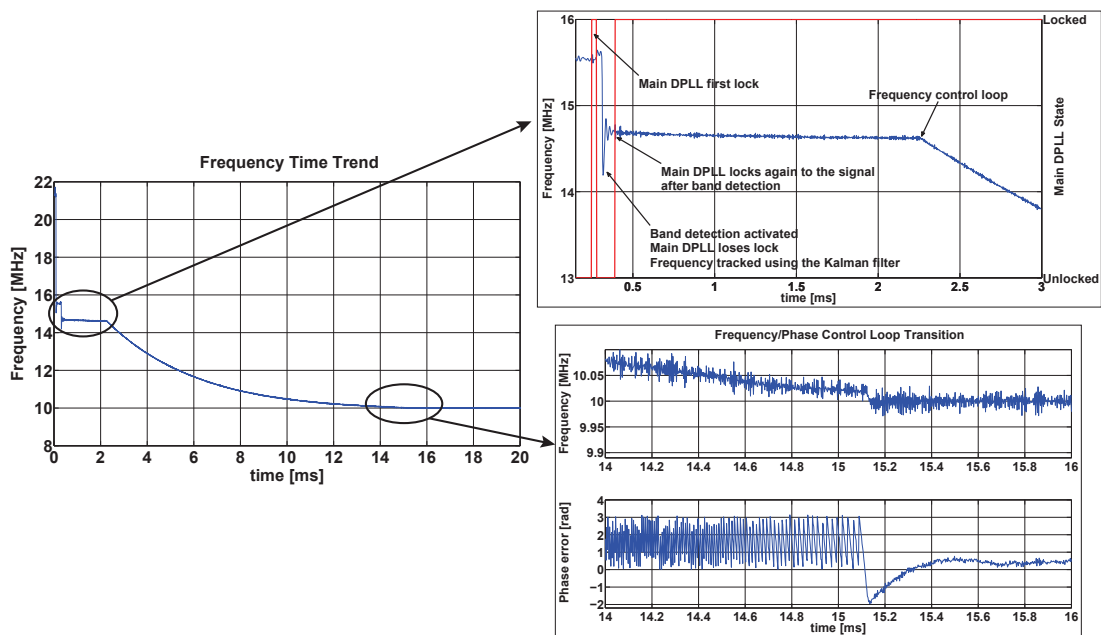 Frequency Time Trend
Frequency [MHz]
22
20
18
16
14
12
10
8
0 2 4 6 8 10 12 14 16 18 20
time [ms]
16
15
14
13
Frequency [MHz]
Locked
Main DPLL first lock
Frequency control loop
Main DPLL locks again to the signal
after band detection
Band detection activated
Main DPLL loses lock
Frequency tracked using the Kalman filter
Main DPLL State
Unlocked
0.5 1 1.5 2 2.5 3
time [ms]
Frequency/Phase Control Loop Transition
Frequency [MHz]
10.05
10
9.95
9.9
14 14.2 14.4 14.6 14.8 15 15.2 15.4 15.6 15.8 16
Phase error [rad]
4
3
2
1
0
−1
−2
14 14.2 14.4 14.6 14.8 15 15.2 15.4 15.6 15.8 16
time [ms]